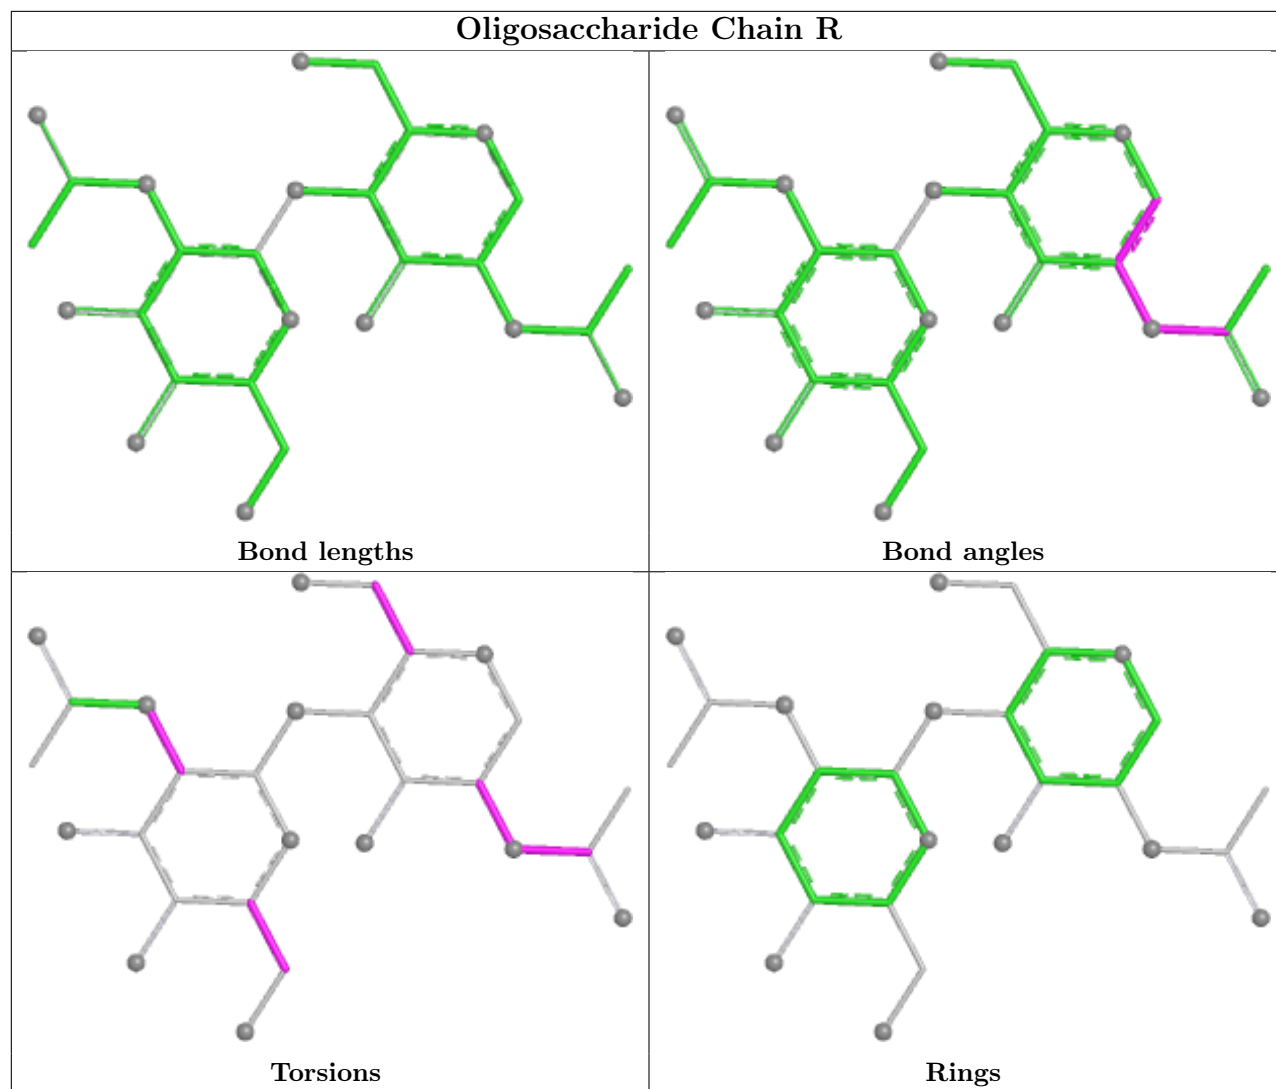 Oligosaccharide Chain R
Bond lengths
Bond angles
Torsions
Rings